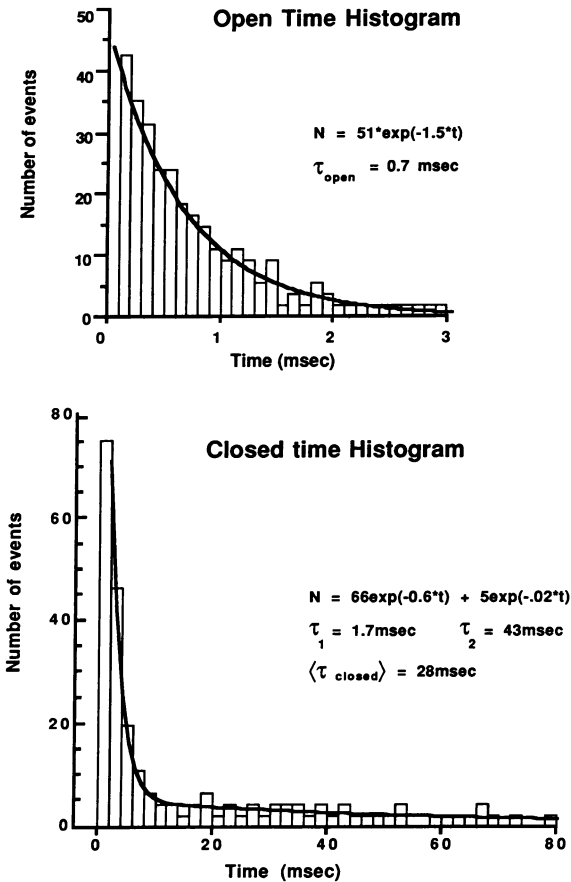 Open Time Histogram
50
40
30
20
10
0
Number of events
N = 51*exp(-1.5*t)
τopen = 0.7 msec
0 1 2 3
Time (msec)
Closed time Histogram
80
60
40
20
0
Number of events
N = 66exp(-0.6*t) + 5exp(-.02*t)
τ1 = 1.7msec τ2 = 43msec
⟨τ closed⟩ = 28msec
0 20 40 60 80
Time (msec)